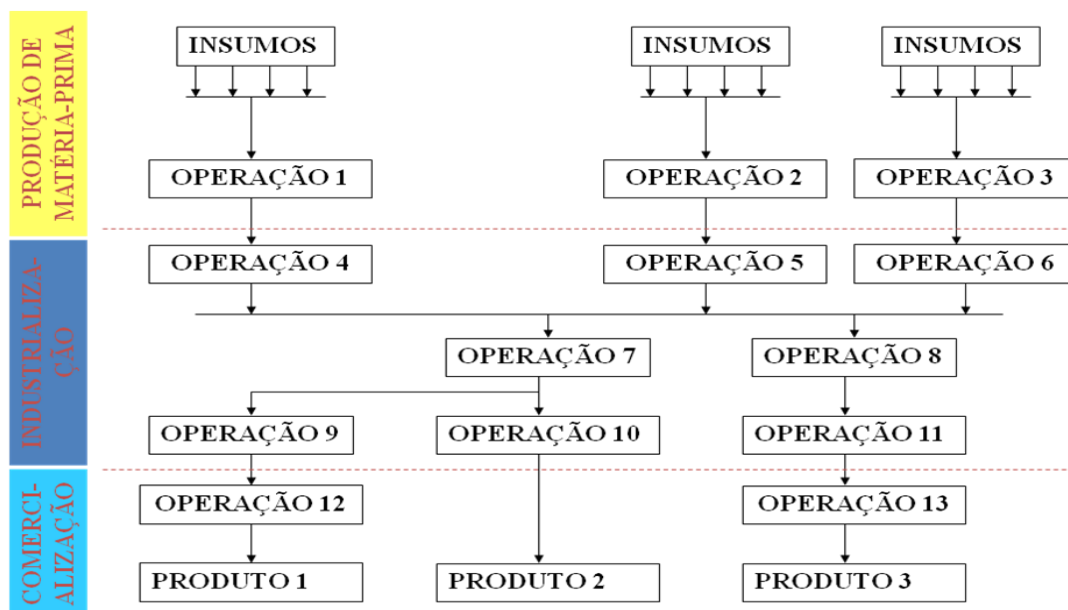 PRODUÇÃO DE
MATÉRIA-PRIMA
INSUMOS
INSUMOS
INSUMOS
OPERAÇÃO 1
OPERAÇÃO 2
OPERAÇÃO 3
INDUSTRIALIZA-
ÇÃO
OPERAÇÃO 4
OPERAÇÃO 5
OPERAÇÃO 6
OPERAÇÃO 7
OPERAÇÃO 8
OPERAÇÃO 9
OPERAÇÃO 10
OPERAÇÃO 11
COMERCI-
ALIZAÇÃO
OPERAÇÃO 12
OPERAÇÃO 13
PRODUTO 1
PRODUTO 2
PRODUTO 3